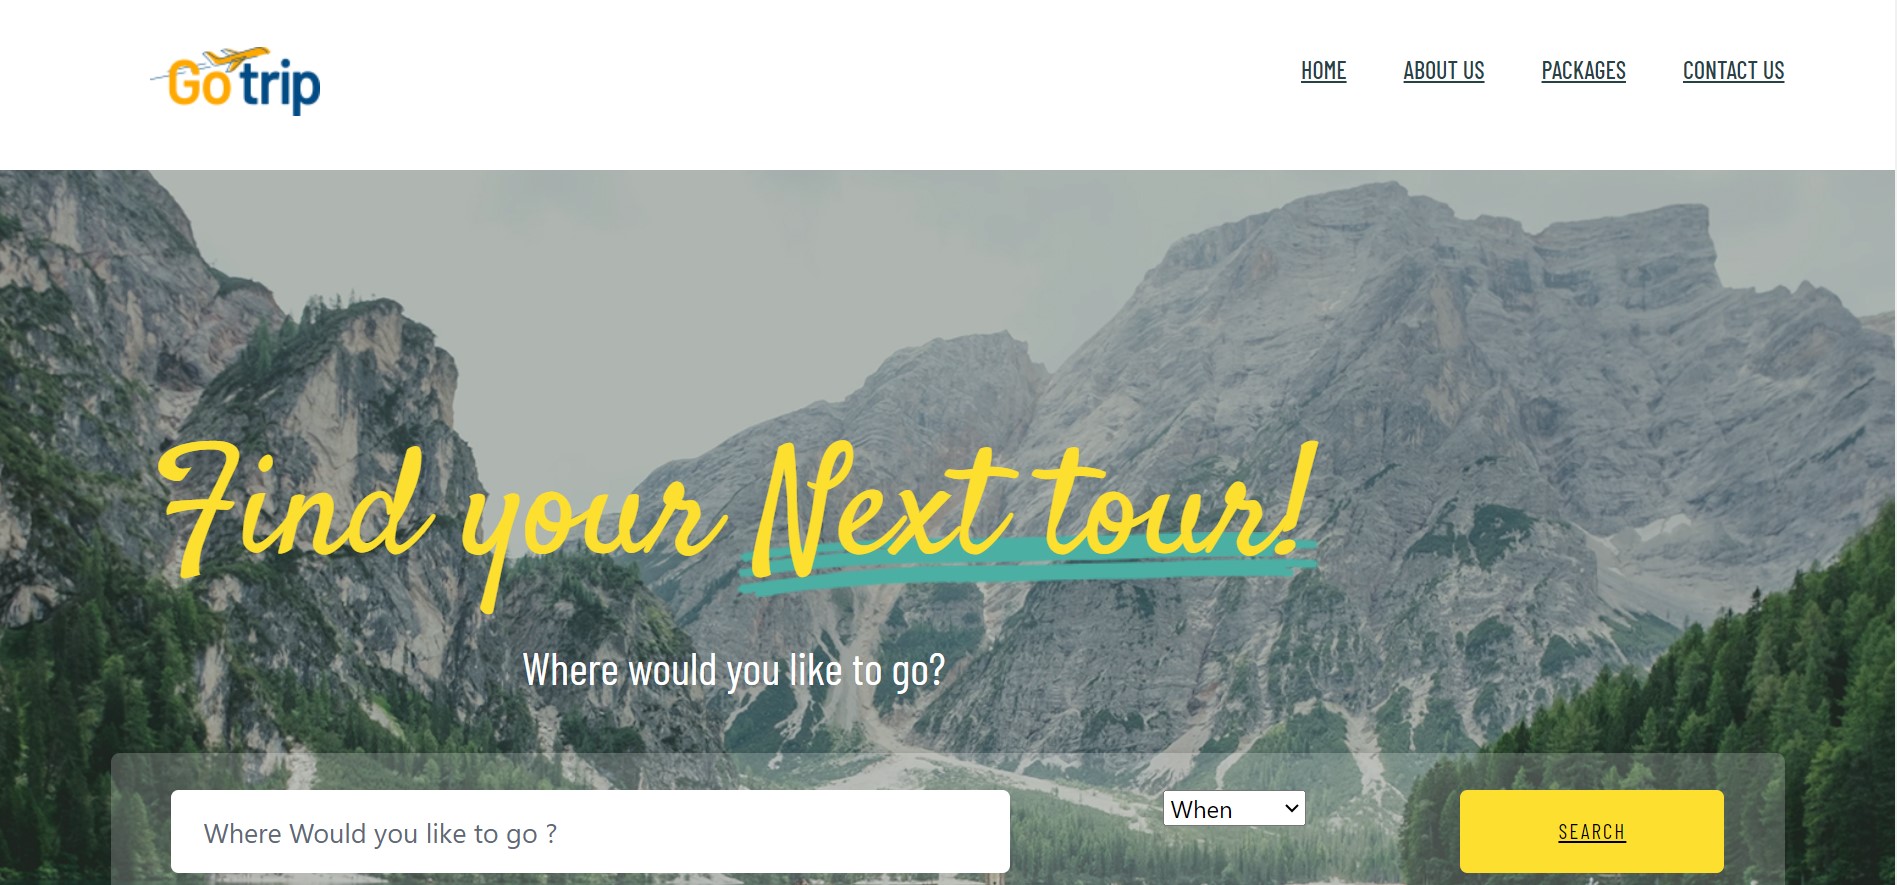 Go trip
HOME ABOUT US PACKAGES CONTACT US
Find your Next tour!
Where would you like to go?
Where Would you like to go ?
When
SEARCH